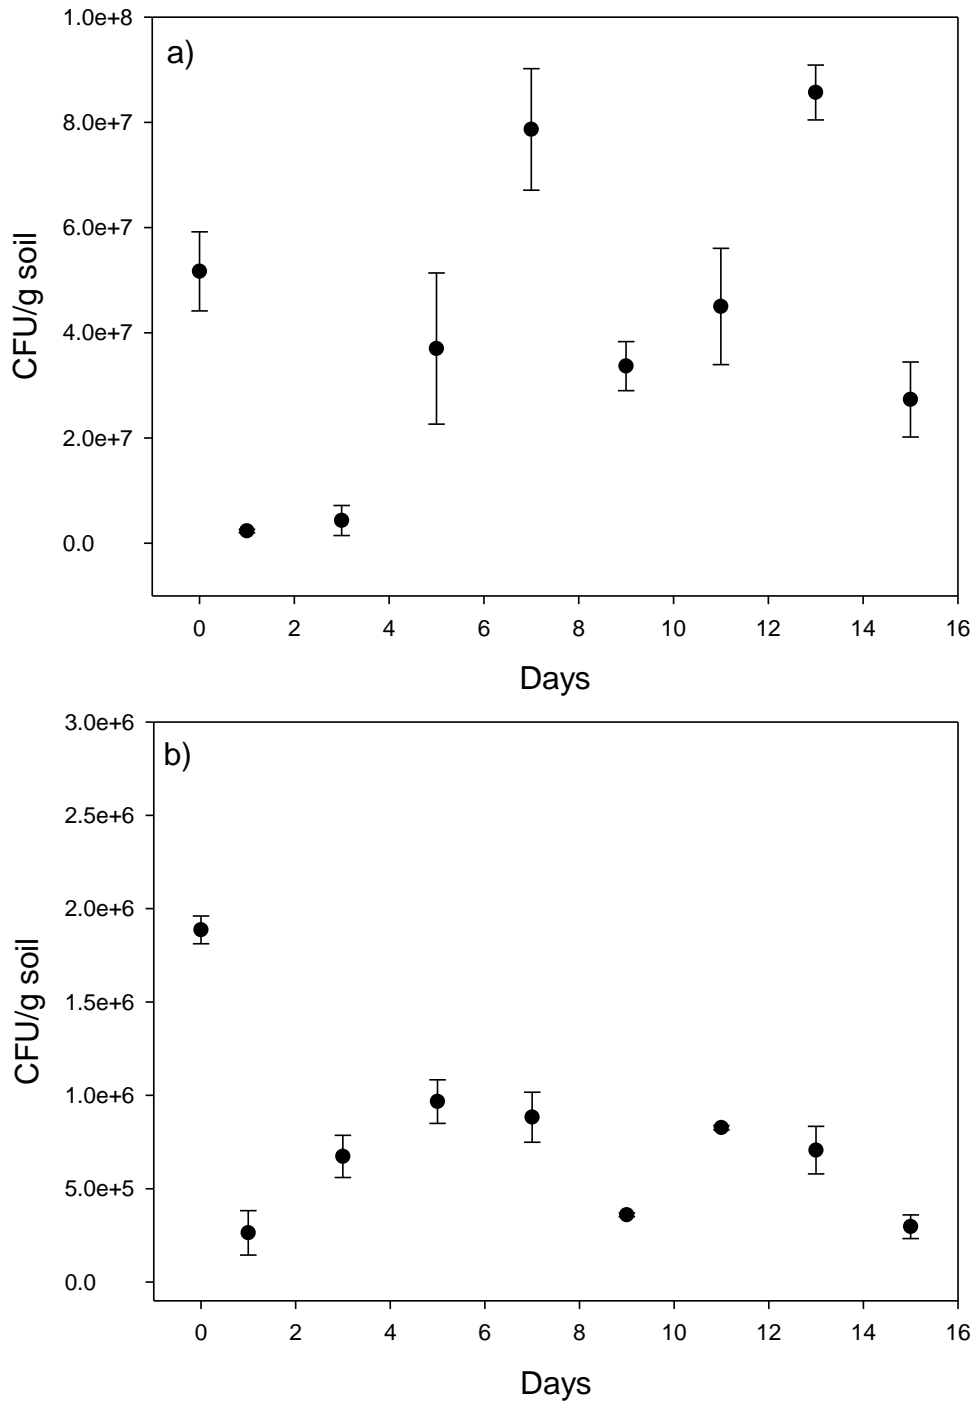 a)
1.0e+8
8.0e+7
6.0e+7
4.0e+7
2.0e+7
0.0
CFU/g soil
0 2 4 6 8 10 12 14 16
Days
b)
3.0e+6
2.5e+6
2.0e+6
1.5e+6
1.0e+6
5.0e+5
0.0
CFU/g soil
0 2 4 6 8 10 12 14 16
Days